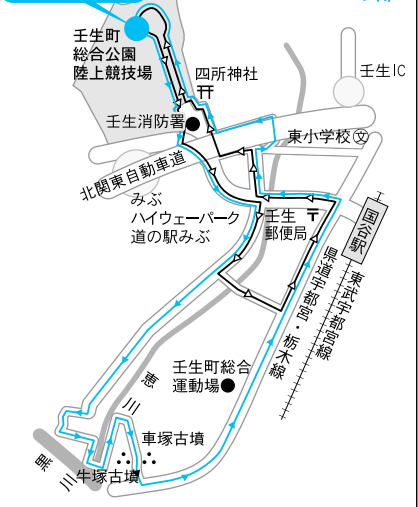 壬生町
総合公園
陸上競技場
四所神社
壬生IC
壬生消防署
東小学校
文
北関東自動車道
みぶ
ハイウェーパーク
道の駅みぶ
壬生
郵便局
国谷駅
県道宇都宮・栃木線
東武宇都宮線
壬生町総合
運動場
恵川
車塚古墳
牛塚古墳
黒川